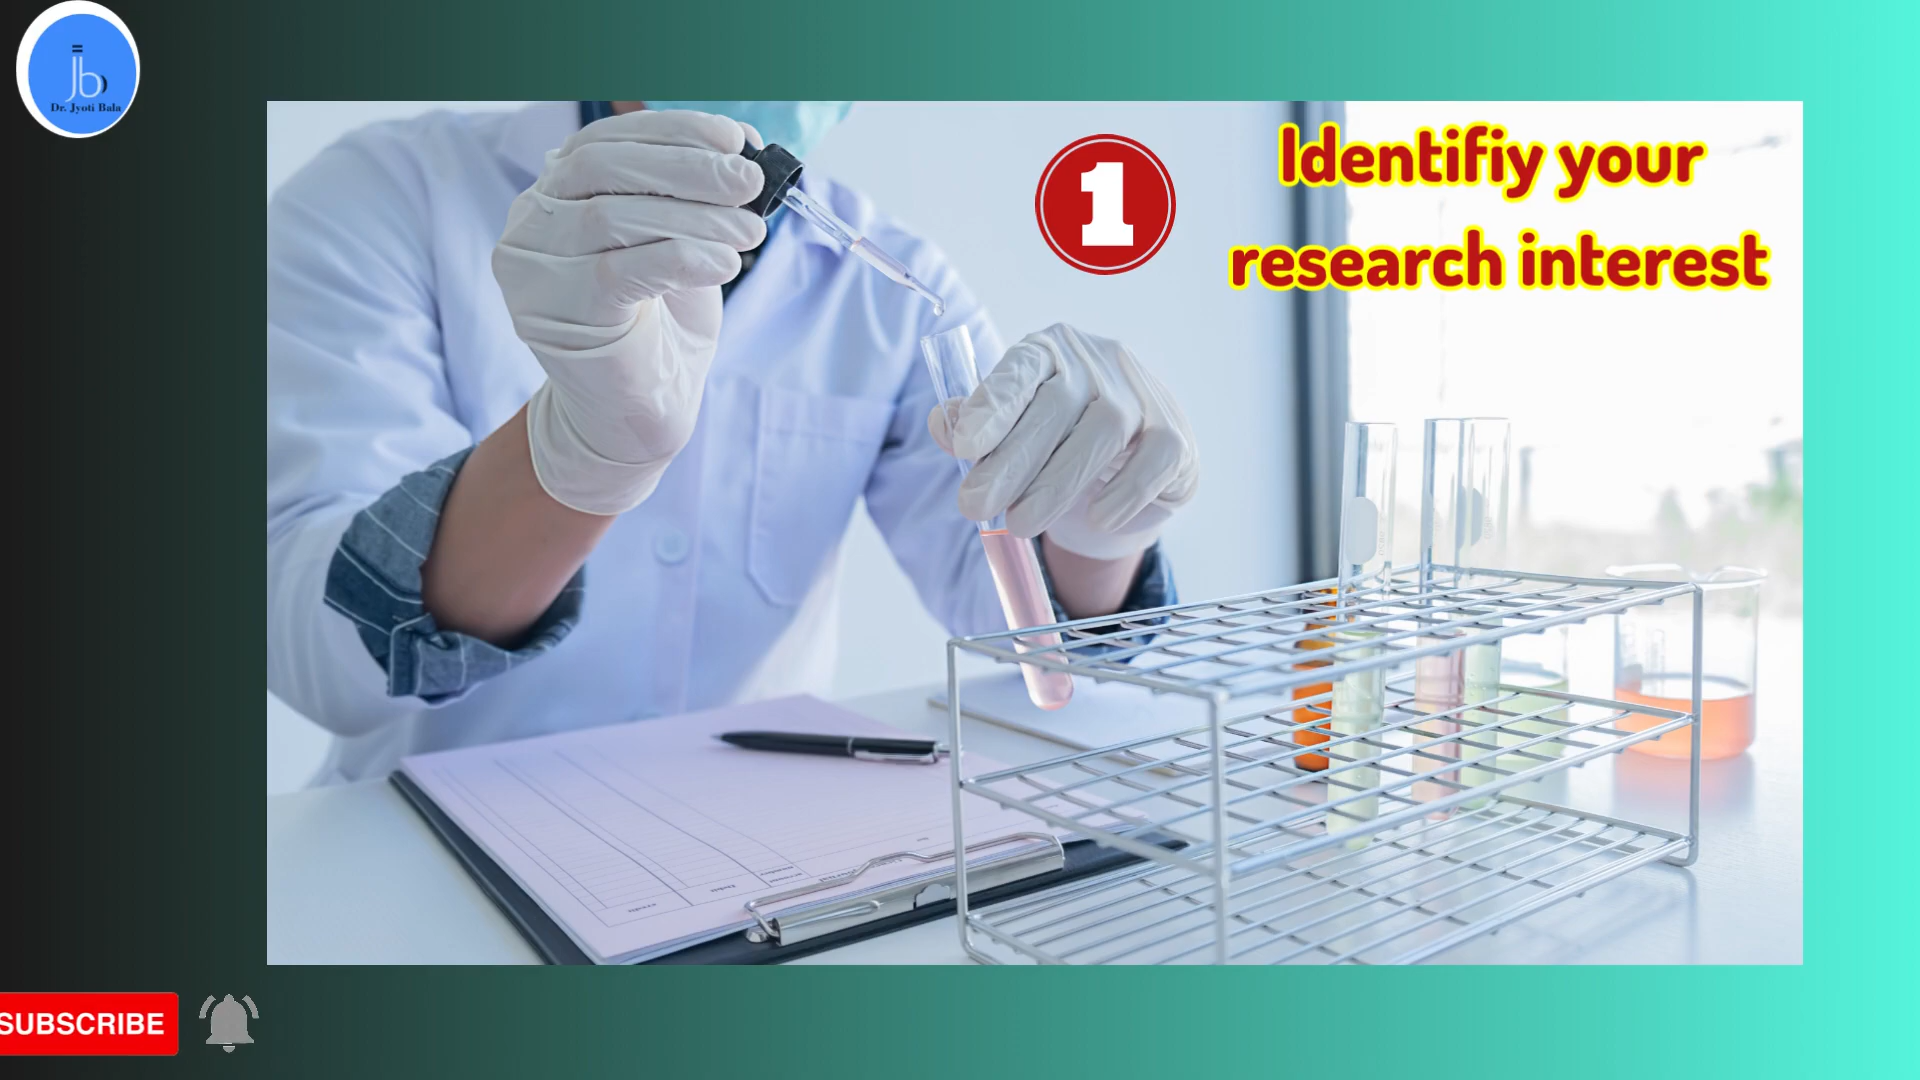 Dr. Jyoti Bala
1
Identifiy your
research interest
SUBSCRIBE